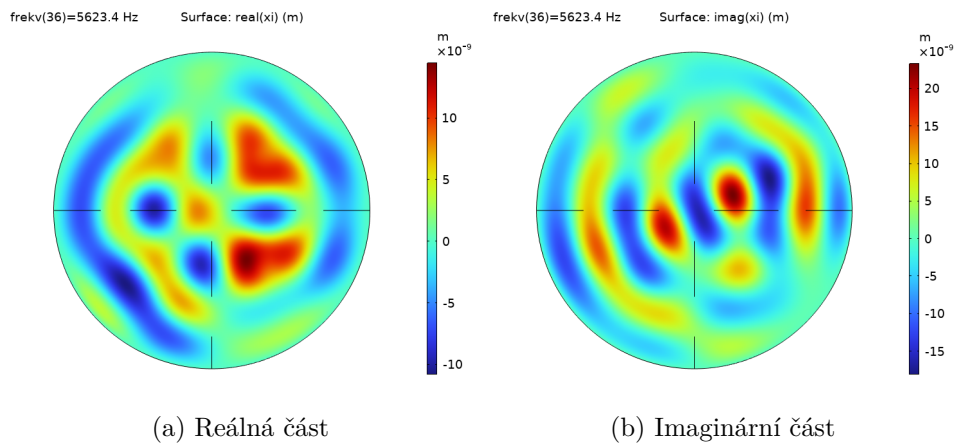 frekv(36)=5623.4 Hz Surface: real(xi) (m)
m
×10⁻⁹
10
5
0
-5
-10
(a) Reálná část
frekv(36)=5623.4 Hz Surface: imag(xi) (m)
m
×10⁻⁹
20
15
10
5
0
-5
-10
-15
(b) Imaginární část